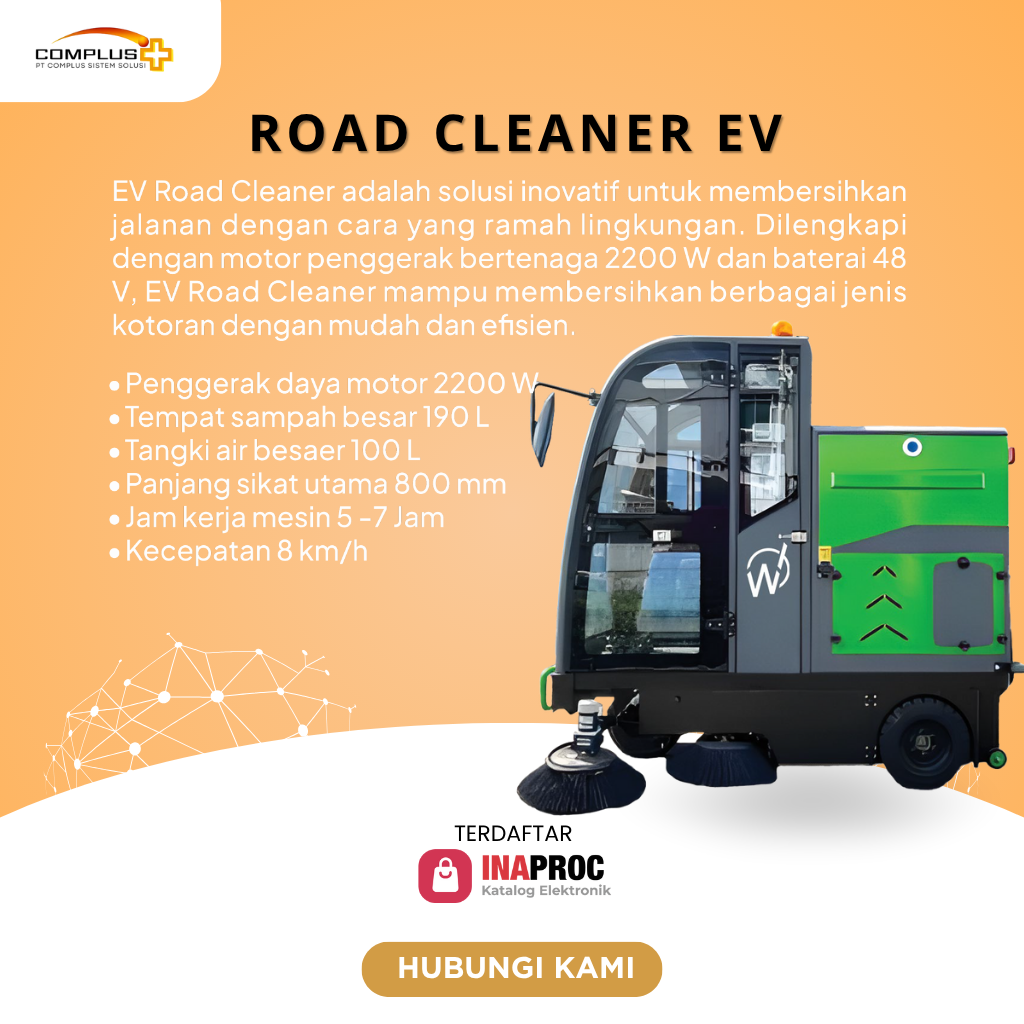 COMPLUS
PT COMPLUS SISTEM SOLUSI
ROAD CLEANER EV
EV Road Cleaner adalah solusi inovatif untuk membersihkan
jalanan dengan cara yang ramah lingkungan. Dilengkapi
dengan motor penggerak bertenaga 2200 W dan baterai 48
V, EV Road Cleaner mampu membersihkan berbagai jenis
kotoran dengan mudah dan efisien.
• Penggerak daya motor 2200 W
• Tempat sampah besar 190 L
• Tangki air besaer 100 L
• Panjang sikat utama 800 mm
• Jam kerja mesin 5 -7 Jam
• Kecepatan 8 km/h
W
TERDAFTAR
INAPROC
Katalog Elektronik
HUBUNGI KAMI